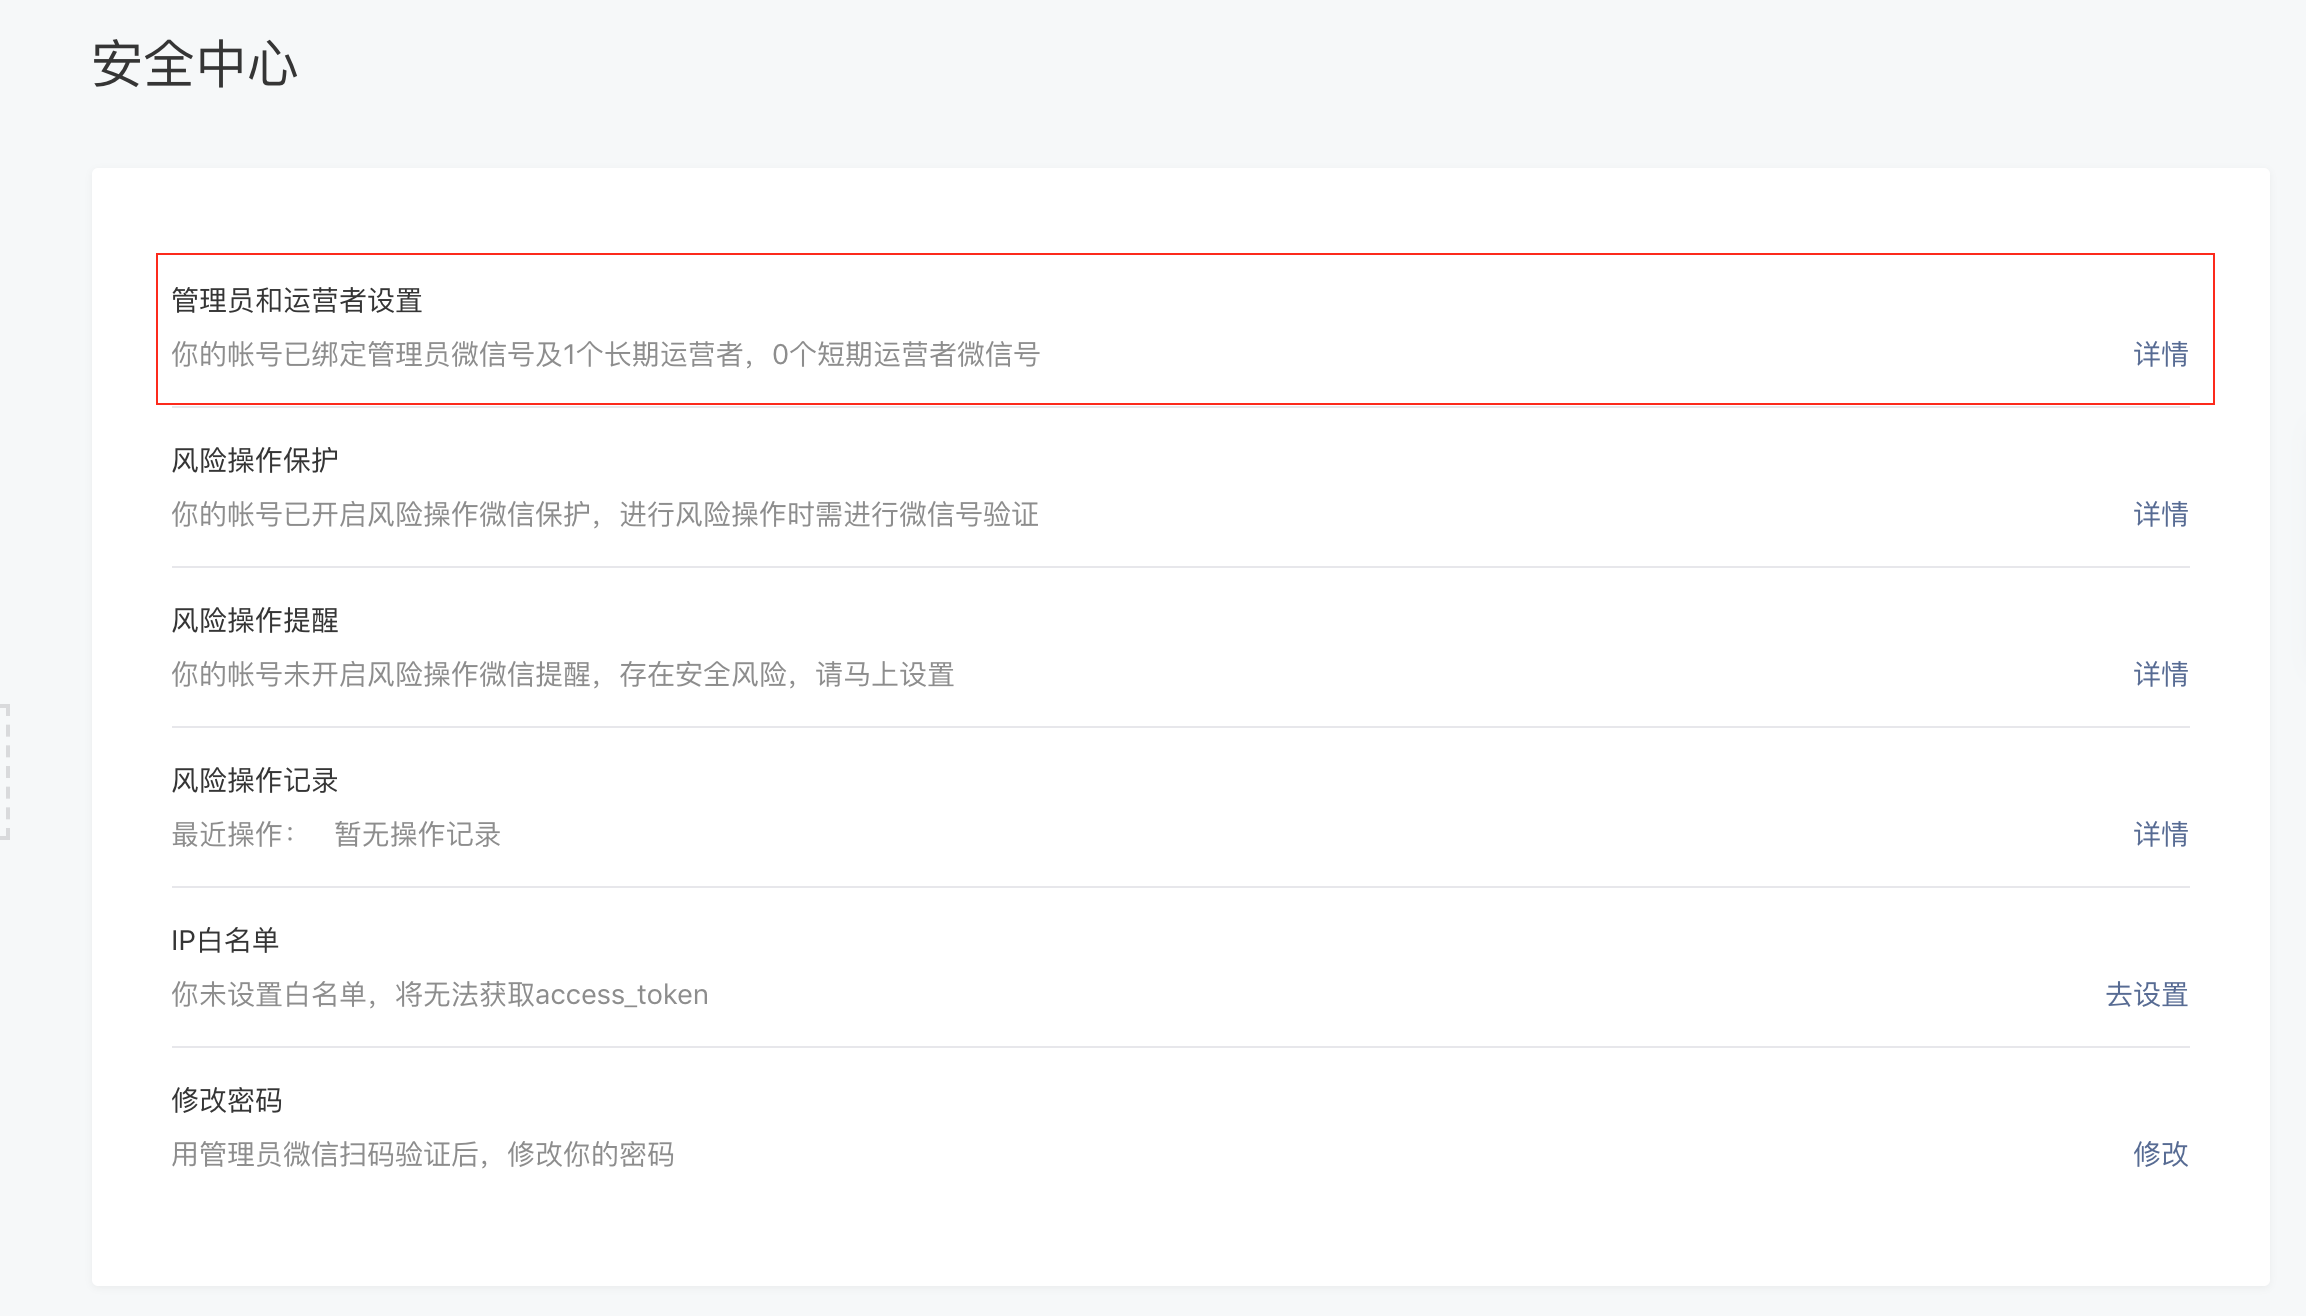 安全中心
管理员和运营者设置
你的帐号已绑定管理员微信号及1个长期运营者，0个短期运营者微信号
详情
风险操作保护
你的帐号已开启风险操作微信保护，进行风险操作时需进行微信号验证
详情
风险操作提醒
你的帐号未开启风险操作微信提醒，存在安全风险，请马上设置
详情
风险操作记录
最近操作： 暂无操作记录
详情
IP白名单
你未设置白名单，将无法获取access_token
去设置
修改密码
用管理员微信扫码验证后，修改你的密码
修改